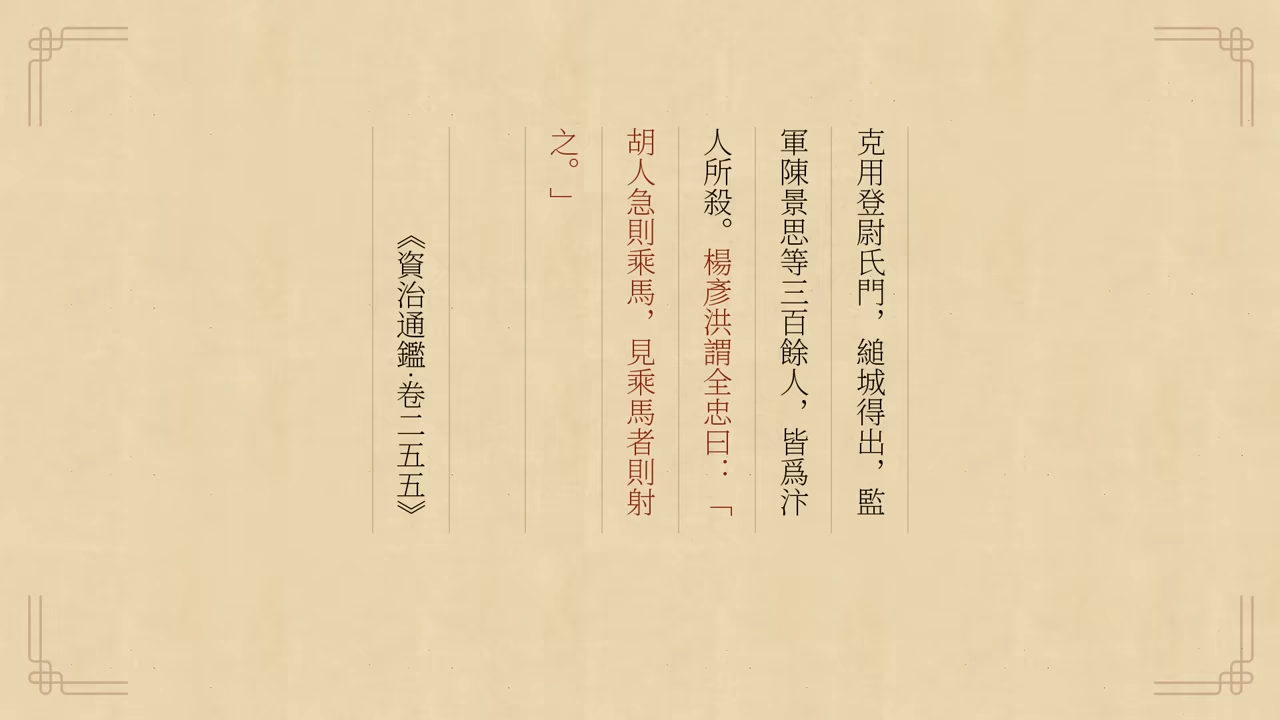 克用登尉氏門，縋城得出，監
軍陳景思等三百餘人，皆爲汴
人所殺。楊彥洪謂全忠曰：「
胡人急則乘馬，見乘馬者則射
之。」
《資治通鑑·卷二五五》